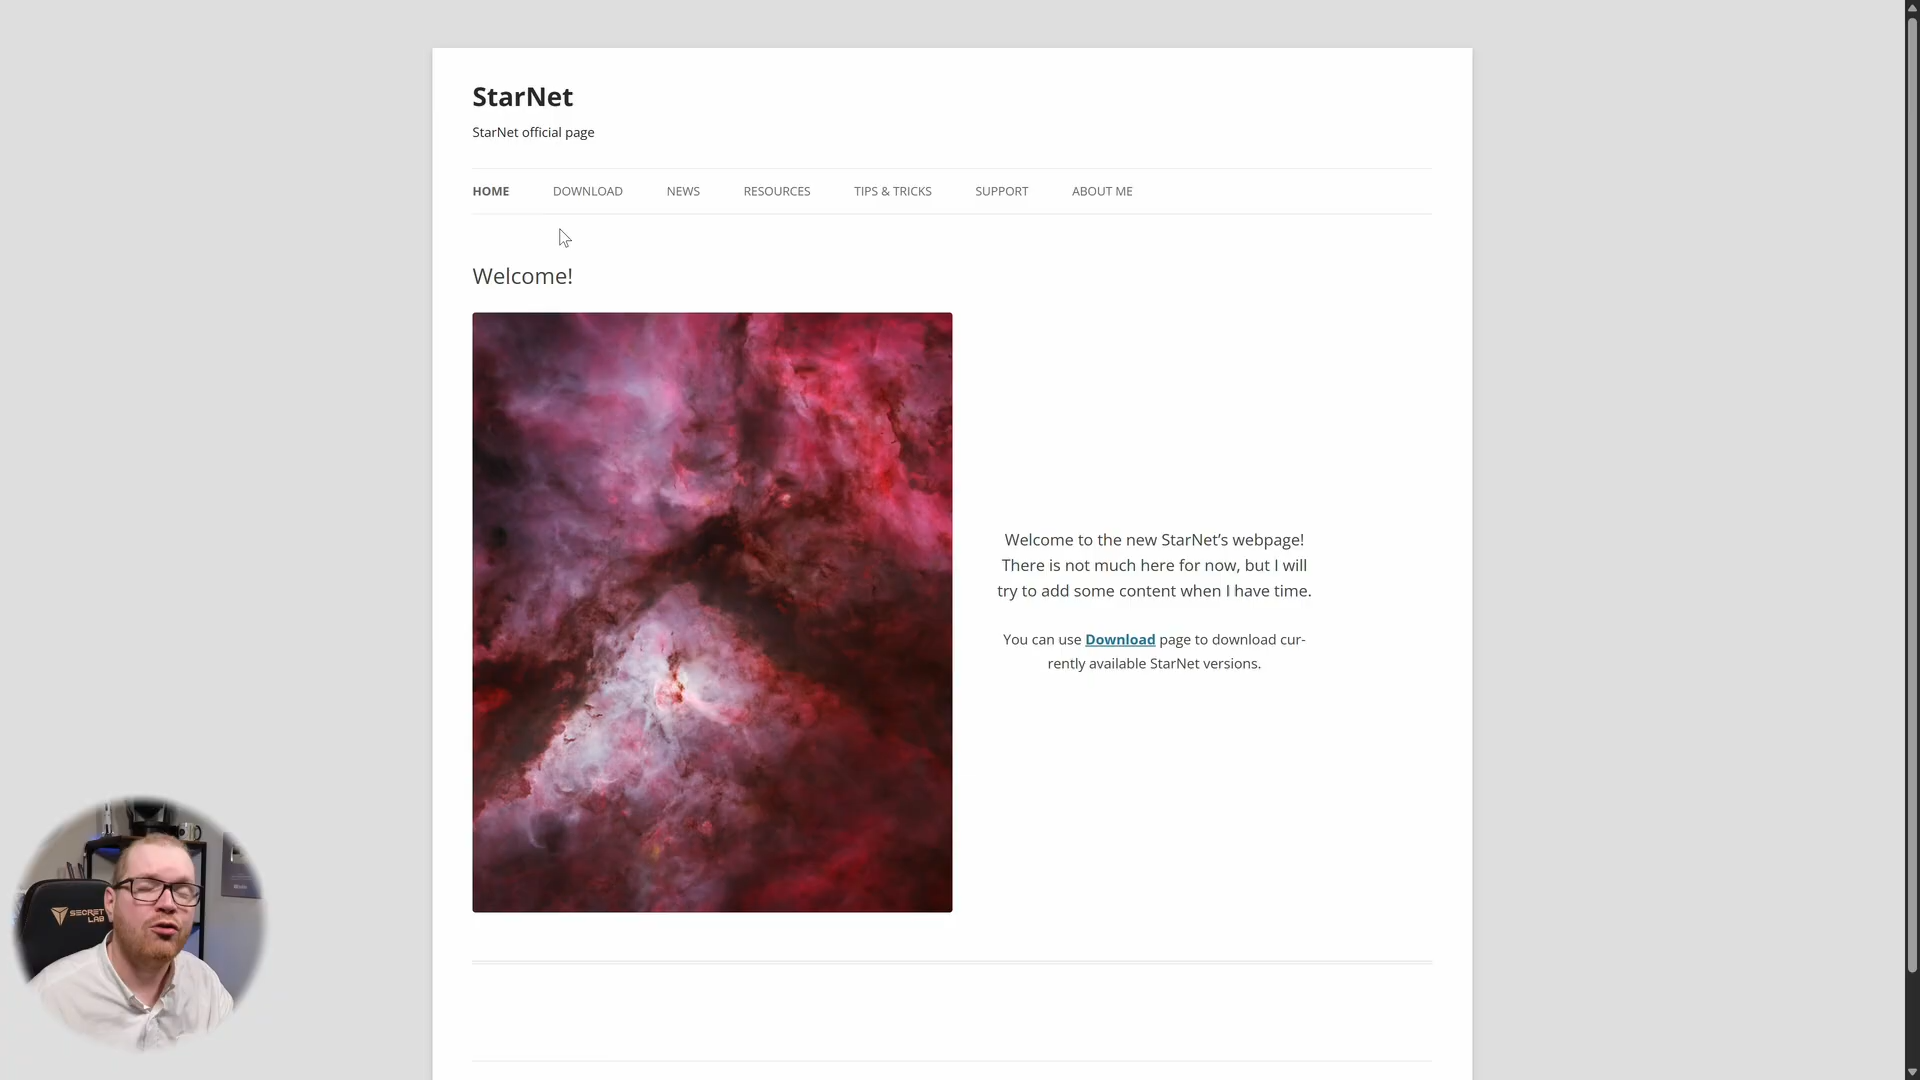 StarNet
StarNet official page
HOME DOWNLOAD NEWS RESOURCES TIPS & TRICKS SUPPORT ABOUT ME
Welcome!
Welcome to the new StarNet’s webpage!
There is not much here for now, but I will
try to add some content when I have time.
You can use Download page to download cur-
rently available StarNet versions.
SECRET
LAB